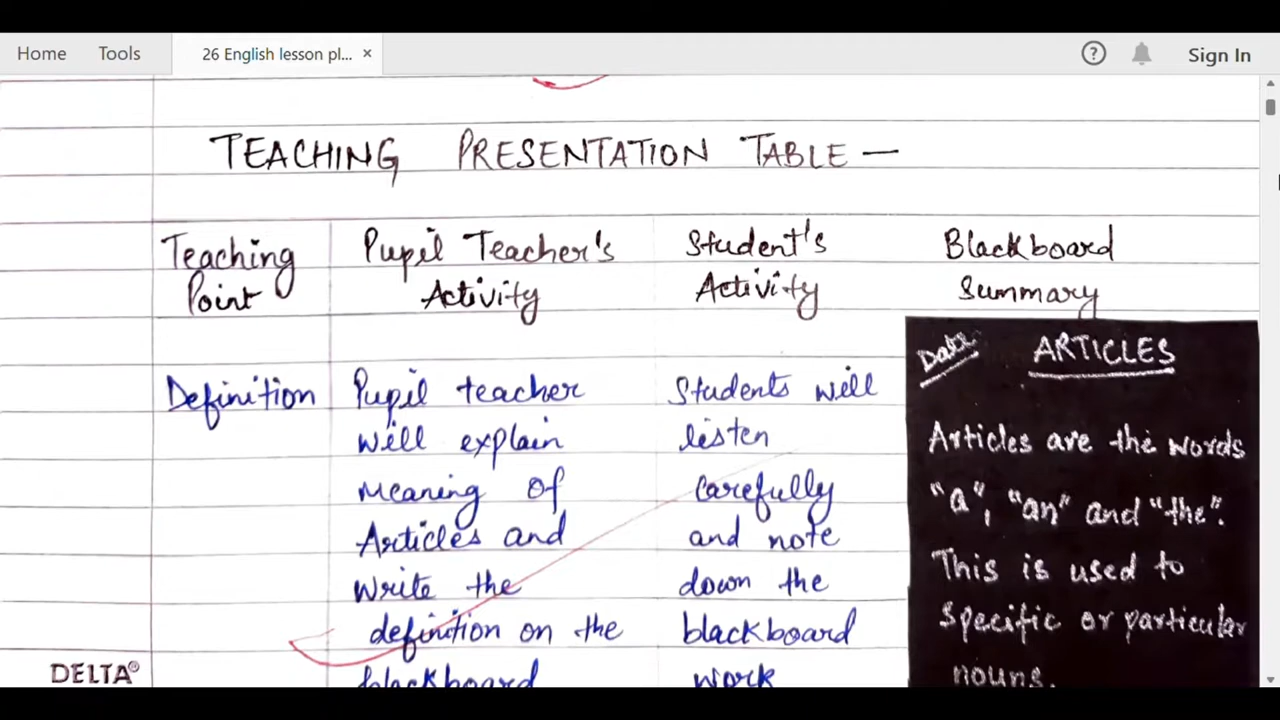 Home Tools 26 English lesson pl... × ? Sign In
TEACHING PRESENTATION TABLE —
Teaching Point
Pupil Teacher's Activity
Student's Activity
Blackboard Summary
Definition
Pupil teacher
will explain
meaning of
Articles and
write the
definition on the
blackboard
Students will
listen
carefully
and note
down the
blackboard
work
Date ARTICLES
Articles are the words
"a", "an" and "the".
This is used to
specific or particular
nouns.
DELTA